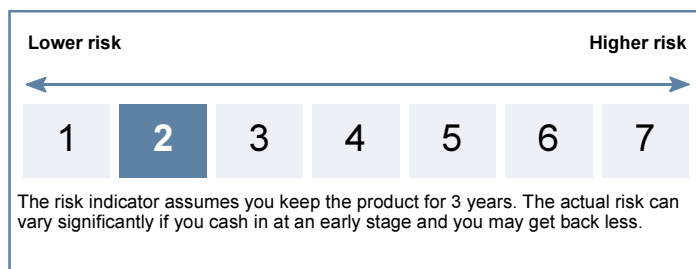 Lower risk Higher risk
1 2 3 4 5 6 7
The risk indicator assumes you keep the product for 3 years. The actual risk can
vary significantly if you cash in at an early stage and you may get back less.